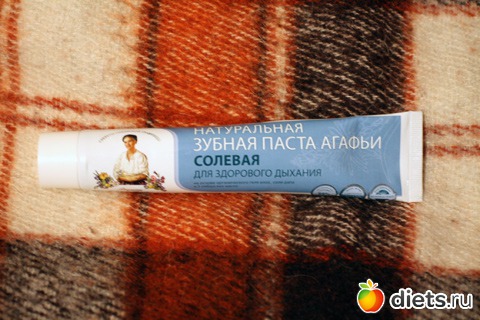 НАТУРАЛЬНАЯ
ЗУБНАЯ ПАСТА АГАФЬИ
СОЛЕВАЯ
ДЛЯ ЗДОРОВОГО ДЫХАНИЯ
diets.ru